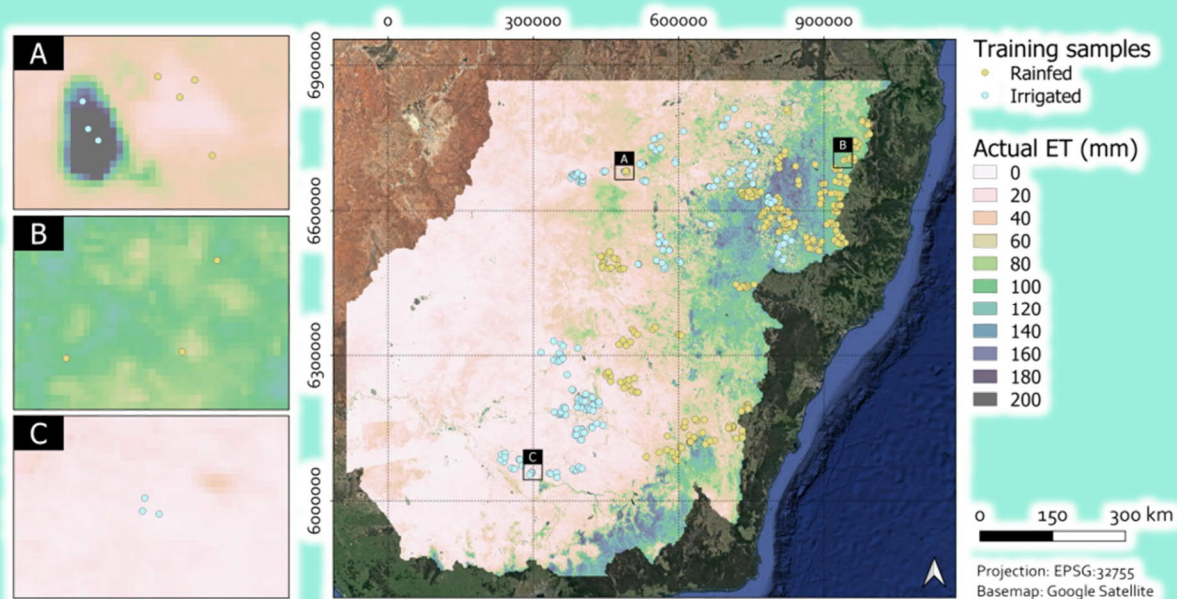 A
B
C
0 300000 600000 900000
6900000
6600000
6300000
6000000
A
B
C
Training samples
Rainfed
Irrigated
Actual ET (mm)
0
20
40
60
80
100
120
140
160
180
200
0 150 300 km
Projection: EPSG:32755
Basemap: Google Satellite